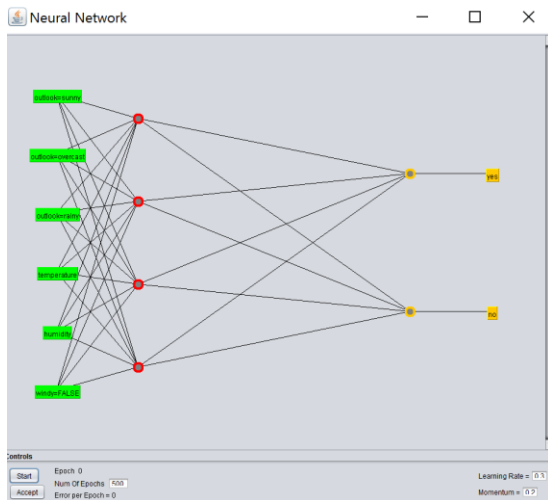 Neural Network
outlook=sunny
outlook=overcast
outlook=rainy
temperature
humidity
windy=FALSE
yes
no
Controls
Start
Accept
Epoch 0
Num Of Epochs 500
Error per Epoch = 0
Learning Rate = 0.3
Momentum = 0.2